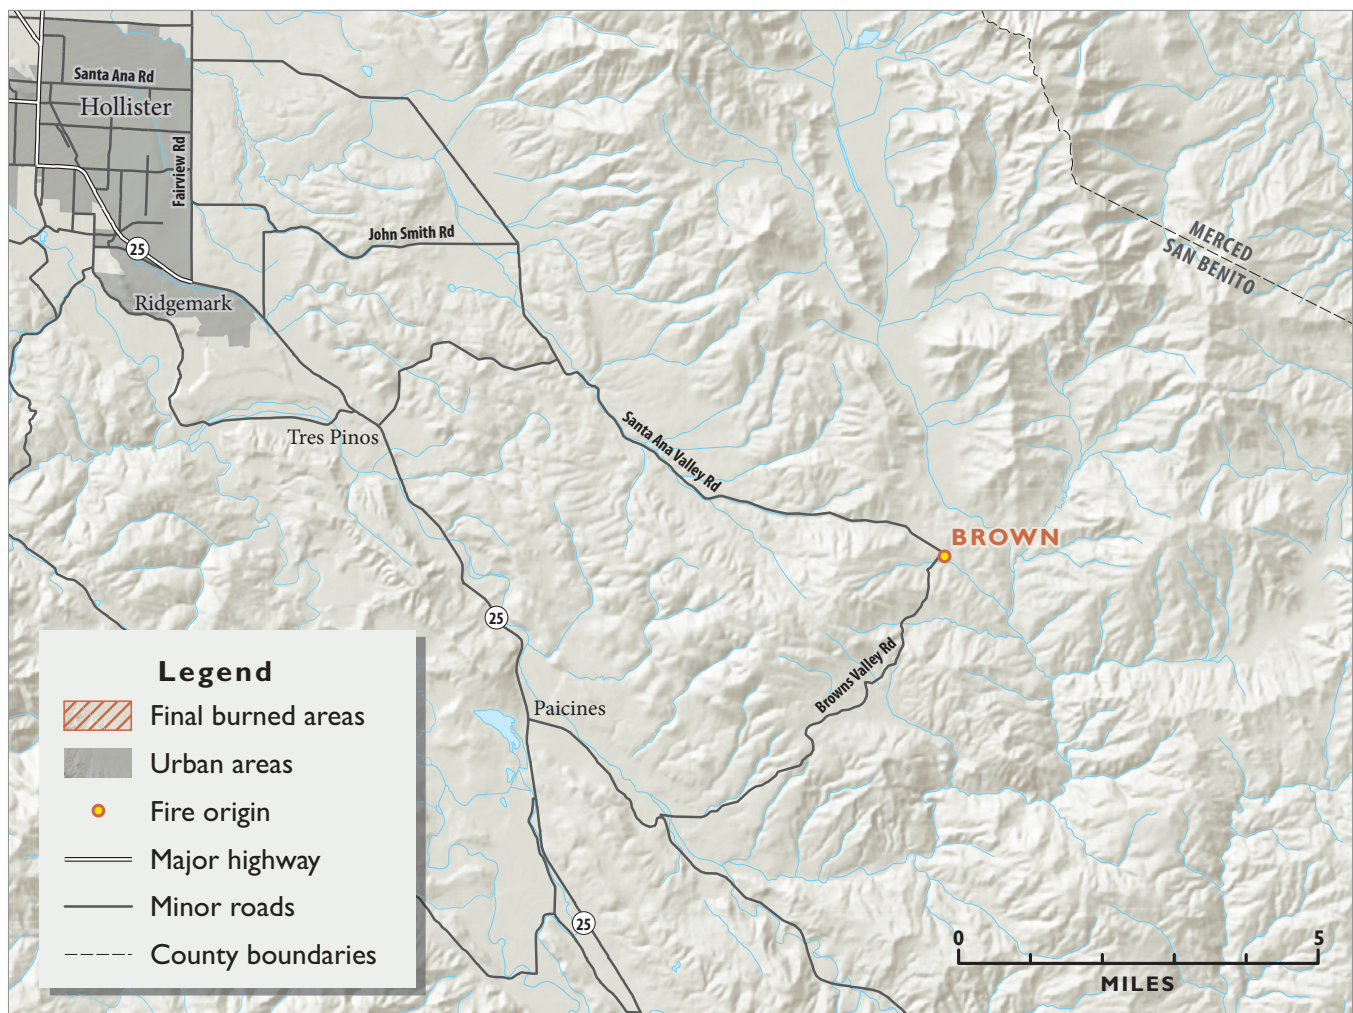 Santa Ana Rd
Hollister
Fairview Rd
25
John Smith Rd
MERCED
SAN BENITO
Ridgemark
Tres Pinos
Santa Ana Valley Rd
BROWN
25
Browns Valley Rd
Paicines
Legend
Final burned areas
Urban areas
Fire origin
Major highway
Minor roads
County boundaries
25
0 5
MILES